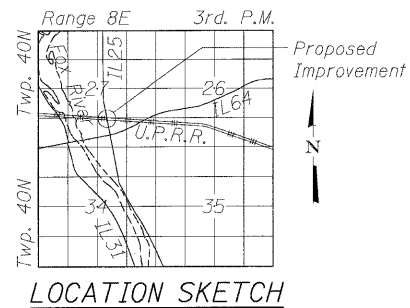 Range 8E 3rd. P.M.
Twp. 40N
Fox River
IL25
27
26
IL64
Proposed
Improvement
U.P.R.R.
N
Twp. 40N
34
35
IL31
LOCATION SKETCH